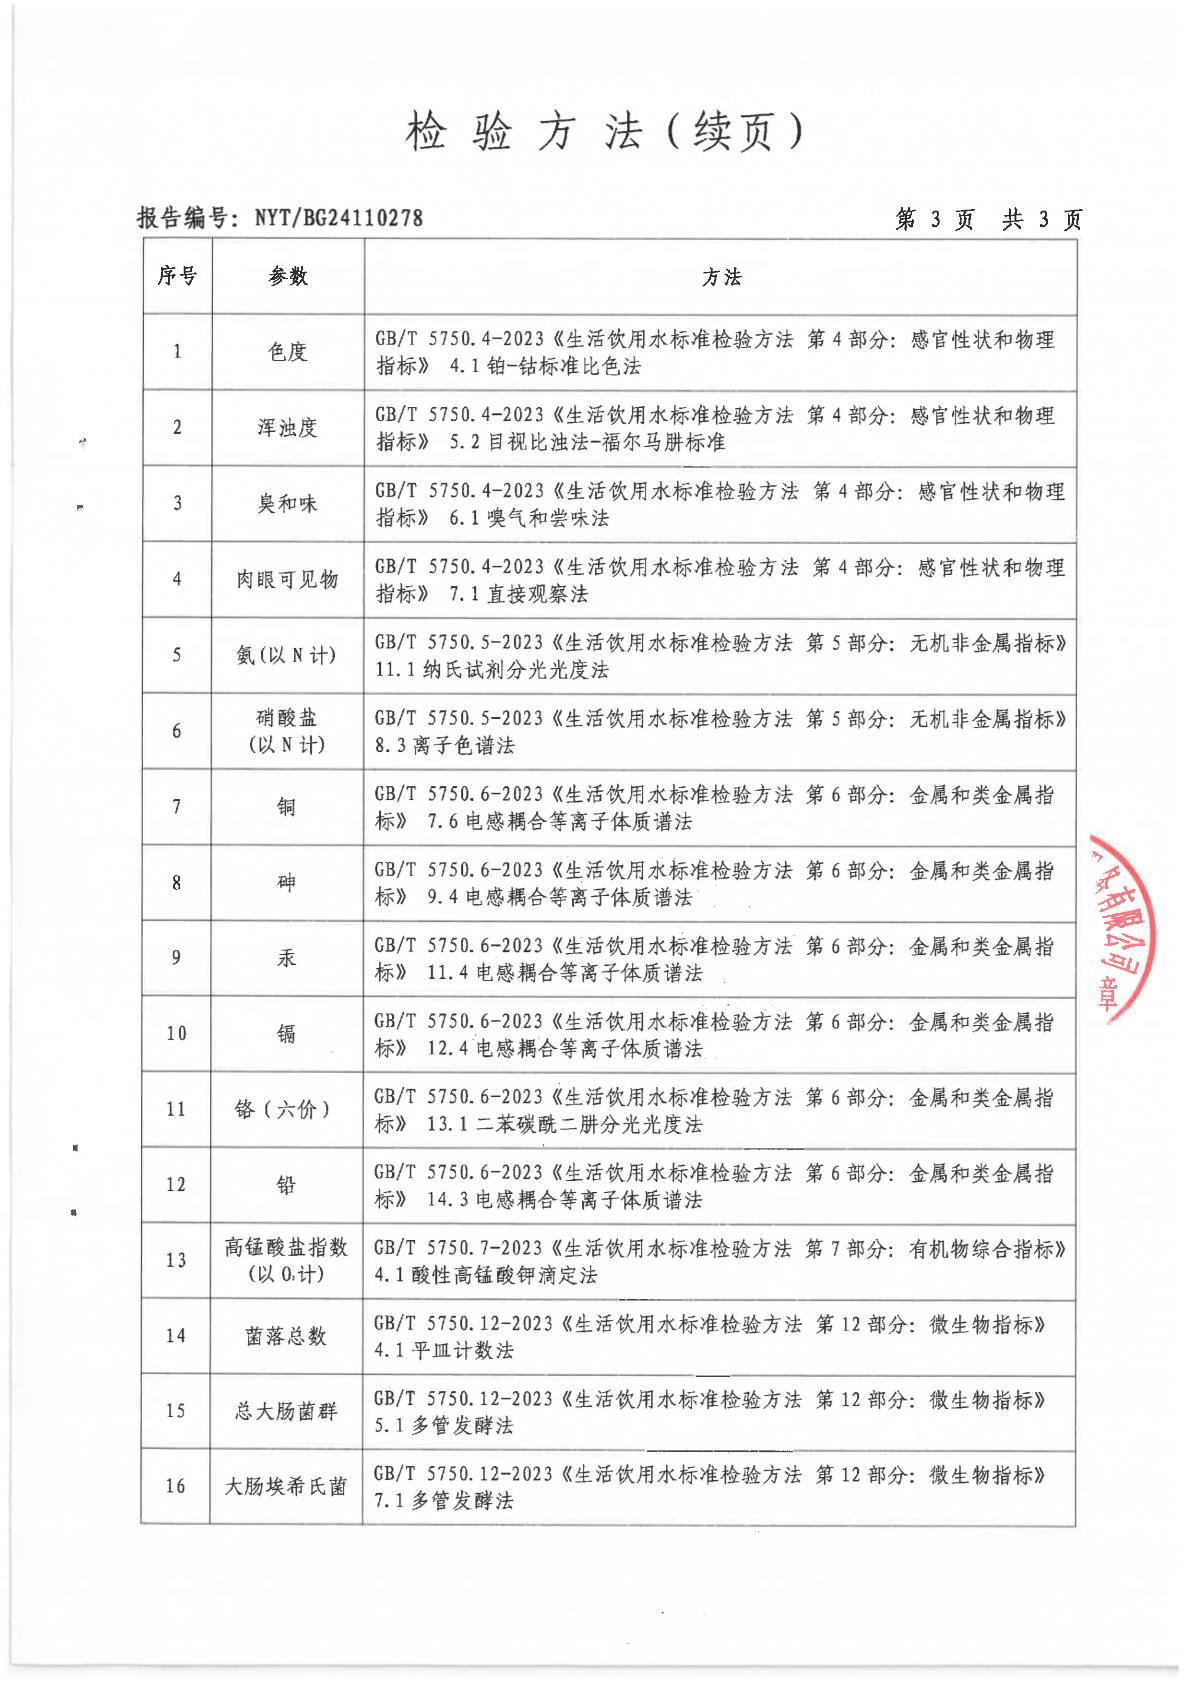 检验方法(续页)
报告编号: NYT/BG24110278
第 3 页 共 3 页
序号 参数 方法
1 色度 GB/T 5750.4-2023《生活饮用水标准检验方法 第 4 部分: 感官性状和物理
指标》 4.1 铂-钴标准比色法
2 浑浊度 GB/T 5750.4-2023《生活饮用水标准检验方法 第 4 部分: 感官性状和物理
指标》 5.2 目视比浊法-福尔马肼标准
3 臭和味 GB/T 5750.4-2023《生活饮用水标准检验方法 第 4 部分: 感官性状和物理
指标》 6.1 嗅气和尝味法
4 肉眼可见物 GB/T 5750.4-2023《生活饮用水标准检验方法 第 4 部分: 感官性状和物理
指标》 7.1 直接观察法
5 氨(以 N 计) GB/T 5750.5-2023《生活饮用水标准检验方法 第 5 部分: 无机非金属指标》
11.1 纳氏试剂分光光度法
6 硝酸盐
(以 N 计)
GB/T 5750.5-2023《生活饮用水标准检验方法 第 5 部分: 无机非金属指标》
8.3 离子色谱法
7 铜 GB/T 5750.6-2023《生活饮用水标准检验方法 第 6 部分: 金属和类金属指
标》 7.6 电感耦合等离子体质谱法
8 砷 GB/T 5750.6-2023《生活饮用水标准检验方法 第 6 部分: 金属和类金属指
标》 9.4 电感耦合等离子体质谱法
9 汞 GB/T 5750.6-2023《生活饮用水标准检验方法 第 6 部分: 金属和类金属指
标》 11.4 电感耦合等离子体质谱法
10 镉 GB/T 5750.6-2023《生活饮用水标准检验方法 第 6 部分: 金属和类金属指
标》 12.4 电感耦合等离子体质谱法
11 铬(六价) GB/T 5750.6-2023《生活饮用水标准检验方法 第 6 部分: 金属和类金属指
标》 13.1 二苯碳酰二肼分光光度法
12 铅 GB/T 5750.6-2023《生活饮用水标准检验方法 第 6 部分: 金属和类金属指
标》 14.3 电感耦合等离子体质谱法
13 高锰酸盐指数
(以 O₂计)
GB/T 5750.7-2023《生活饮用水标准检验方法 第 7 部分: 有机物综合指标》
4.1 酸性高锰酸钾滴定法
14 菌落总数 GB/T 5750.12-2023《生活饮用水标准检验方法 第 12 部分: 微生物指标》
4.1 平皿计数法
15 总大肠菌群 GB/T 5750.12-2023《生活饮用水标准检验方法 第 12 部分: 微生物指标》
5.1 多管发酵法
16 大肠埃希氏菌 GB/T 5750.12-2023《生活饮用水标准检验方法 第 12 部分: 微生物指标》
7.1 多管发酵法
有限公司
章